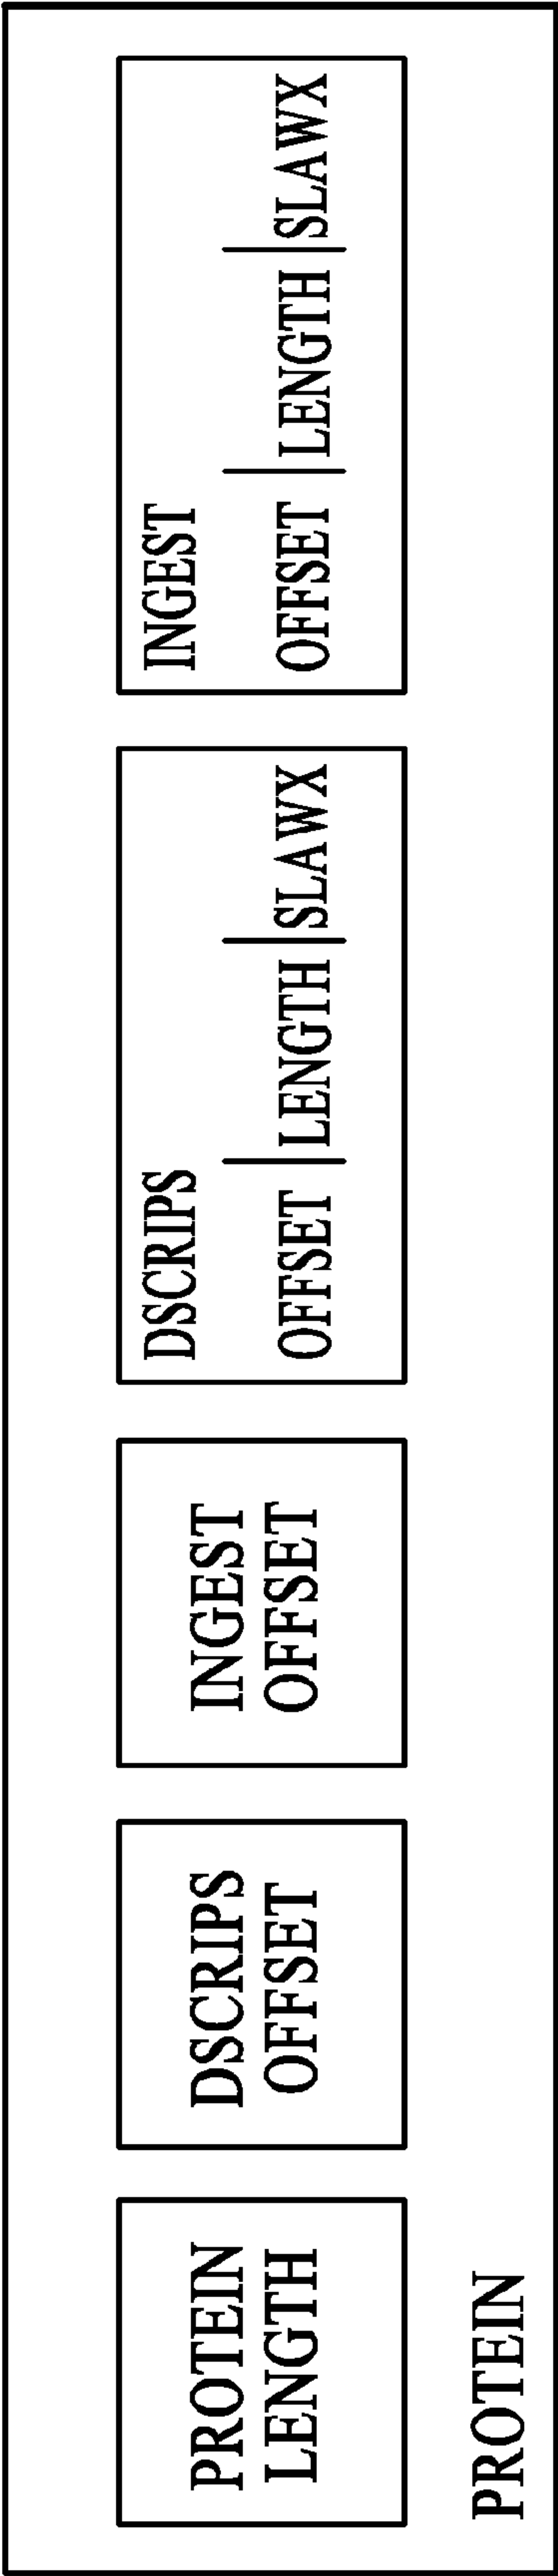 PROTEIN
LENGTH
DSCRIPS
OFFSET
INGEST
OFFSET
DSCRIPS
OFFSET LENGTH SLAWX
INGEST
OFFSET LENGTH SLAWX
PROTEIN